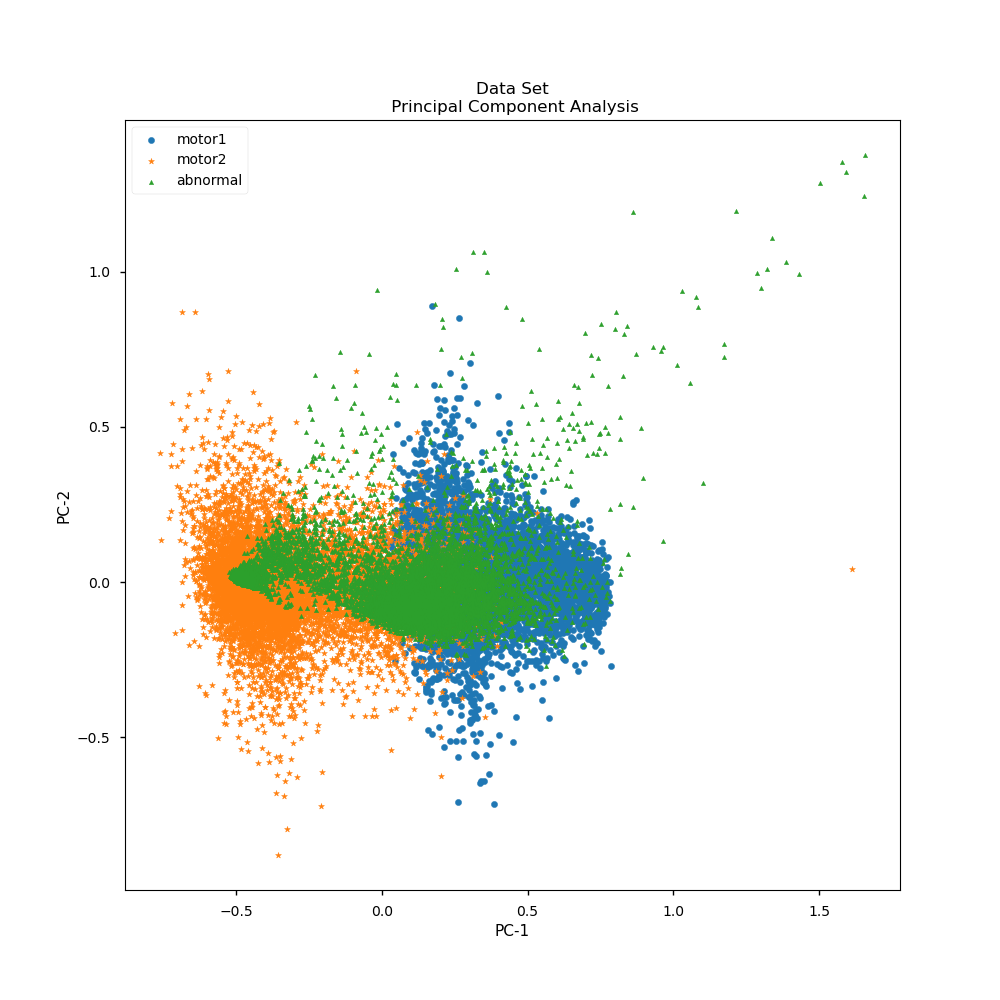 Data Set
Principal Component Analysis
motor1
motor2
abnormal
1.0
0.5
0.0
−0.5
PC-2
−0.5
0.0
0.5
1.0
1.5
PC-1